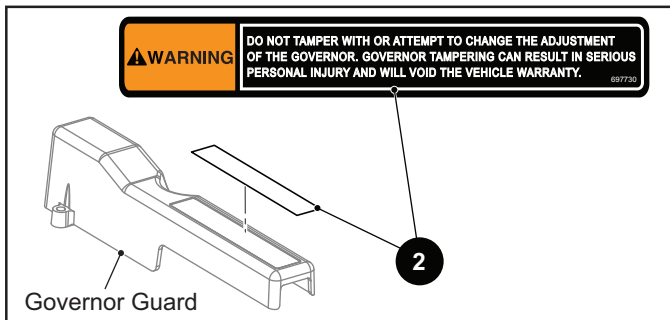 WARNING
DO NOT TAMPER WITH OR ATTEMPT TO CHANGE THE ADJUSTMENT
OF THE GOVERNOR. GOVERNOR TAMPERING CAN RESULT IN SERIOUS
PERSONAL INJURY AND WILL VOID THE VEHICLE WARRANTY.
697730
2
Governor Guard